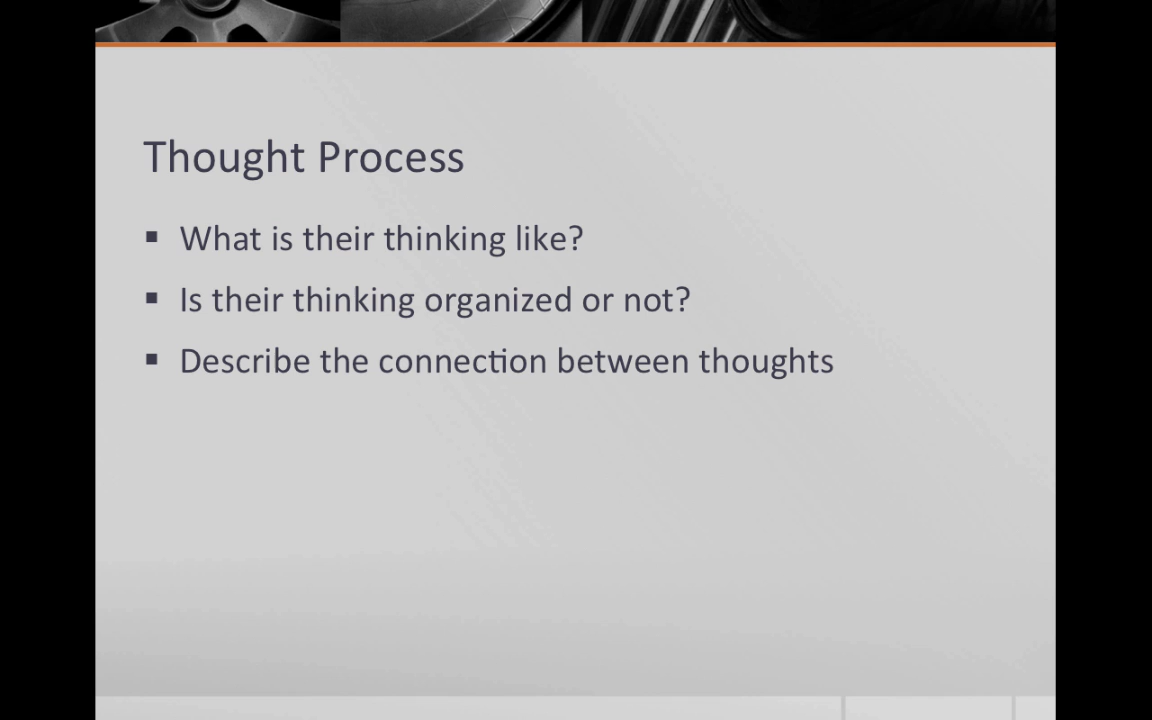 Thought Process
▪ What is their thinking like?
▪ Is their thinking organized or not?
▪ Describe the connection between thoughts